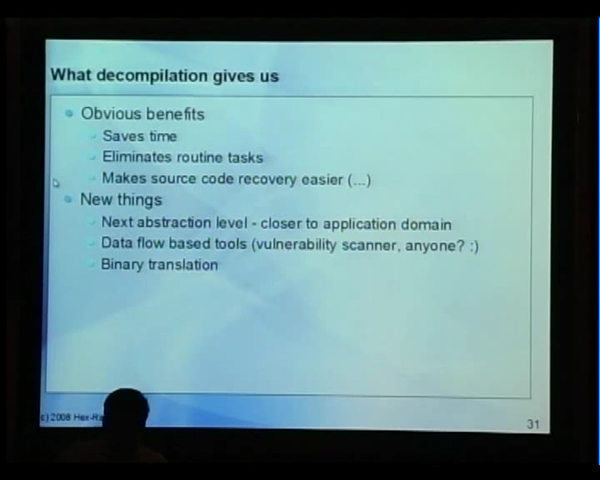 What decompilation gives us
Obvious benefits
Saves time
Eliminates routine tasks
Makes source code recovery easier (...)
New things
Next abstraction level - closer to application domain
Data flow based tools (vulnerability scanner, anyone? :)
Binary translation
(c) 2008 Hex-Ra
31